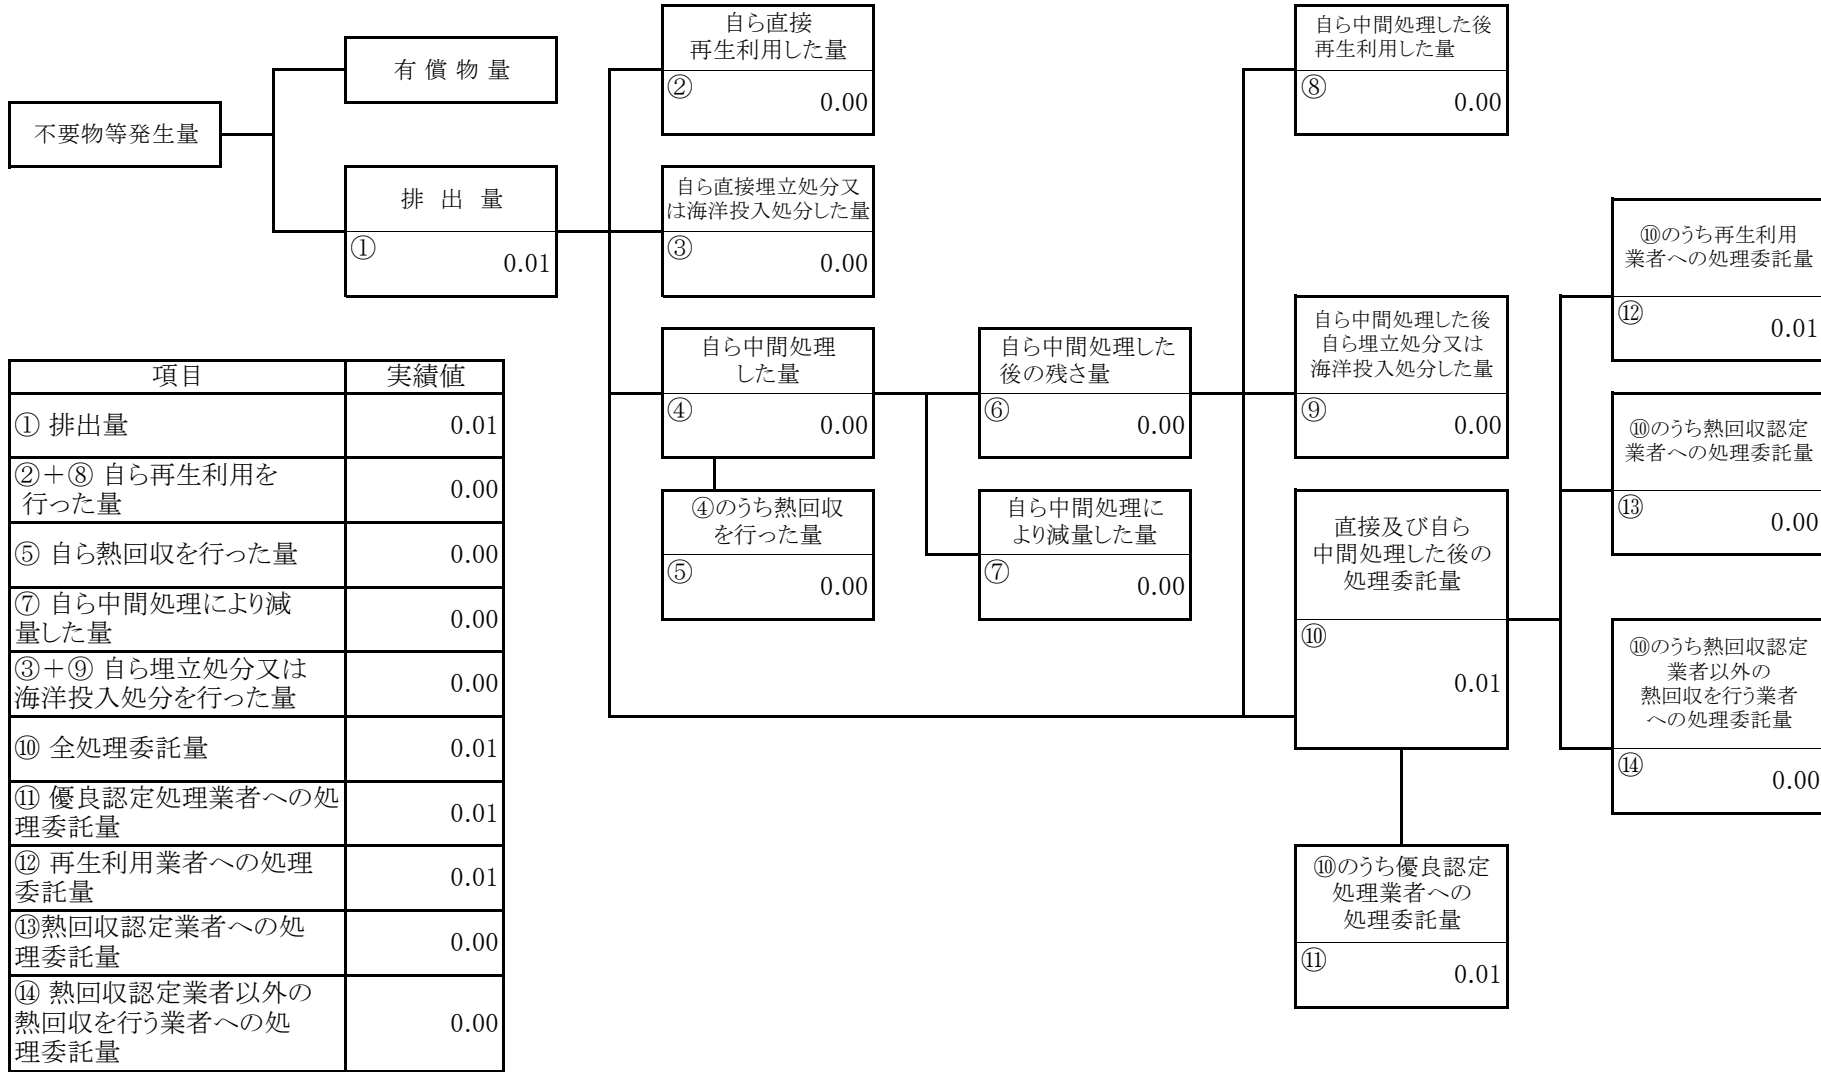 不要物等発生量
有 償 物 量
排 出 量
①
0.01
自ら直接
再生利用した量
②
0.00
自ら直接埋立処分又
は海洋投入処分した量
③
0.00
自ら中間処理
した量
④
0.00
④のうち熱回収
を行った量
⑤
0.00
自ら中間処理した
後の残さ量
⑥
0.00
自ら中間処理に
より減量した量
⑦
0.00
自ら中間処理した後
再生利用した量
⑧
0.00
自ら中間処理した後
自ら埋立処分又は
海洋投入処分した量
⑨
0.00
直接及び自ら
中間処理した後の
処理委託量
⑩
0.01
⑩のうち優良認定
処理業者への
処理委託量
⑪
0.01
⑩のうち再生利用
業者への処理委託量
⑫
0.01
⑩のうち熱回収認定
業者への処理委託量
⑬
0.00
⑩のうち熱回収認定
業者以外の
熱回収を行う業者
への処理委託量
⑭
0.00
項目 実績値
① 排出量 0.01
②＋⑧ 自ら再生利用を
行った量 0.00
⑤ 自ら熱回収を行った量 0.00
⑦ 自ら中間処理により減
量した量 0.00
③＋⑨ 自ら埋立処分又は
海洋投入処分を行った量 0.00
⑩ 全処理委託量 0.01
⑪ 優良認定処理業者への処
理委託量 0.01
⑫ 再生利用業者への処理
委託量 0.01
⑬熱回収認定業者への処
理委託量 0.00
⑭ 熱回収認定業者以外の
熱回収を行う業者への処
理委託量 0.00